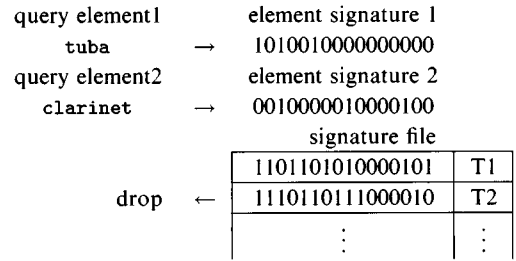 query element1 element signature 1
tuba → 1010010000000000
query element2 element signature 2
clarinet → 0010000010000100
signature file
1101101010000101 T1
drop ← 1110110111000010 T2
⋮ ⋮